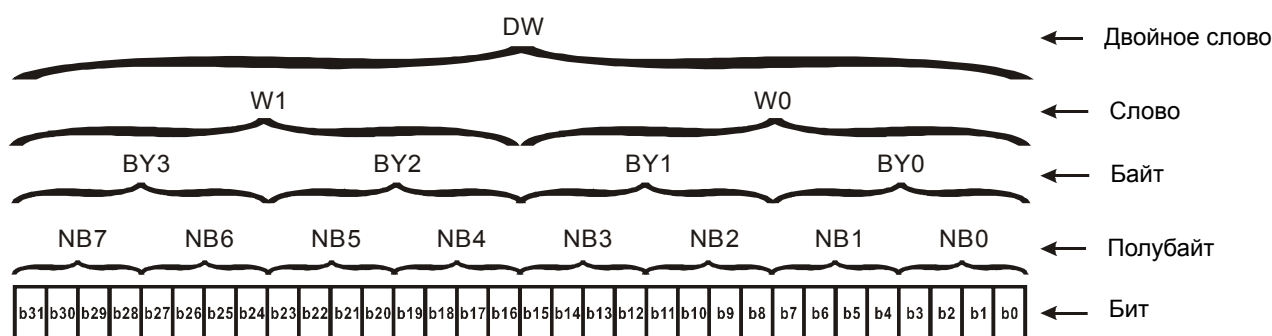 DW Двойное слово
W1 W0 Слово
BY3 BY2 BY1 BY0 Байт
NB7 NB6 NB5 NB4 NB3 NB2 NB1 NB0 Полубайт
b31 b30 b29 b28 b27 b26 b25 b24 b23 b22 b21 b20 b19 b18 b17 b16 b15 b14 b13 b12 b11 b10 b9 b8 b7 b6 b5 b4 b3 b2 b1 b0 Бит